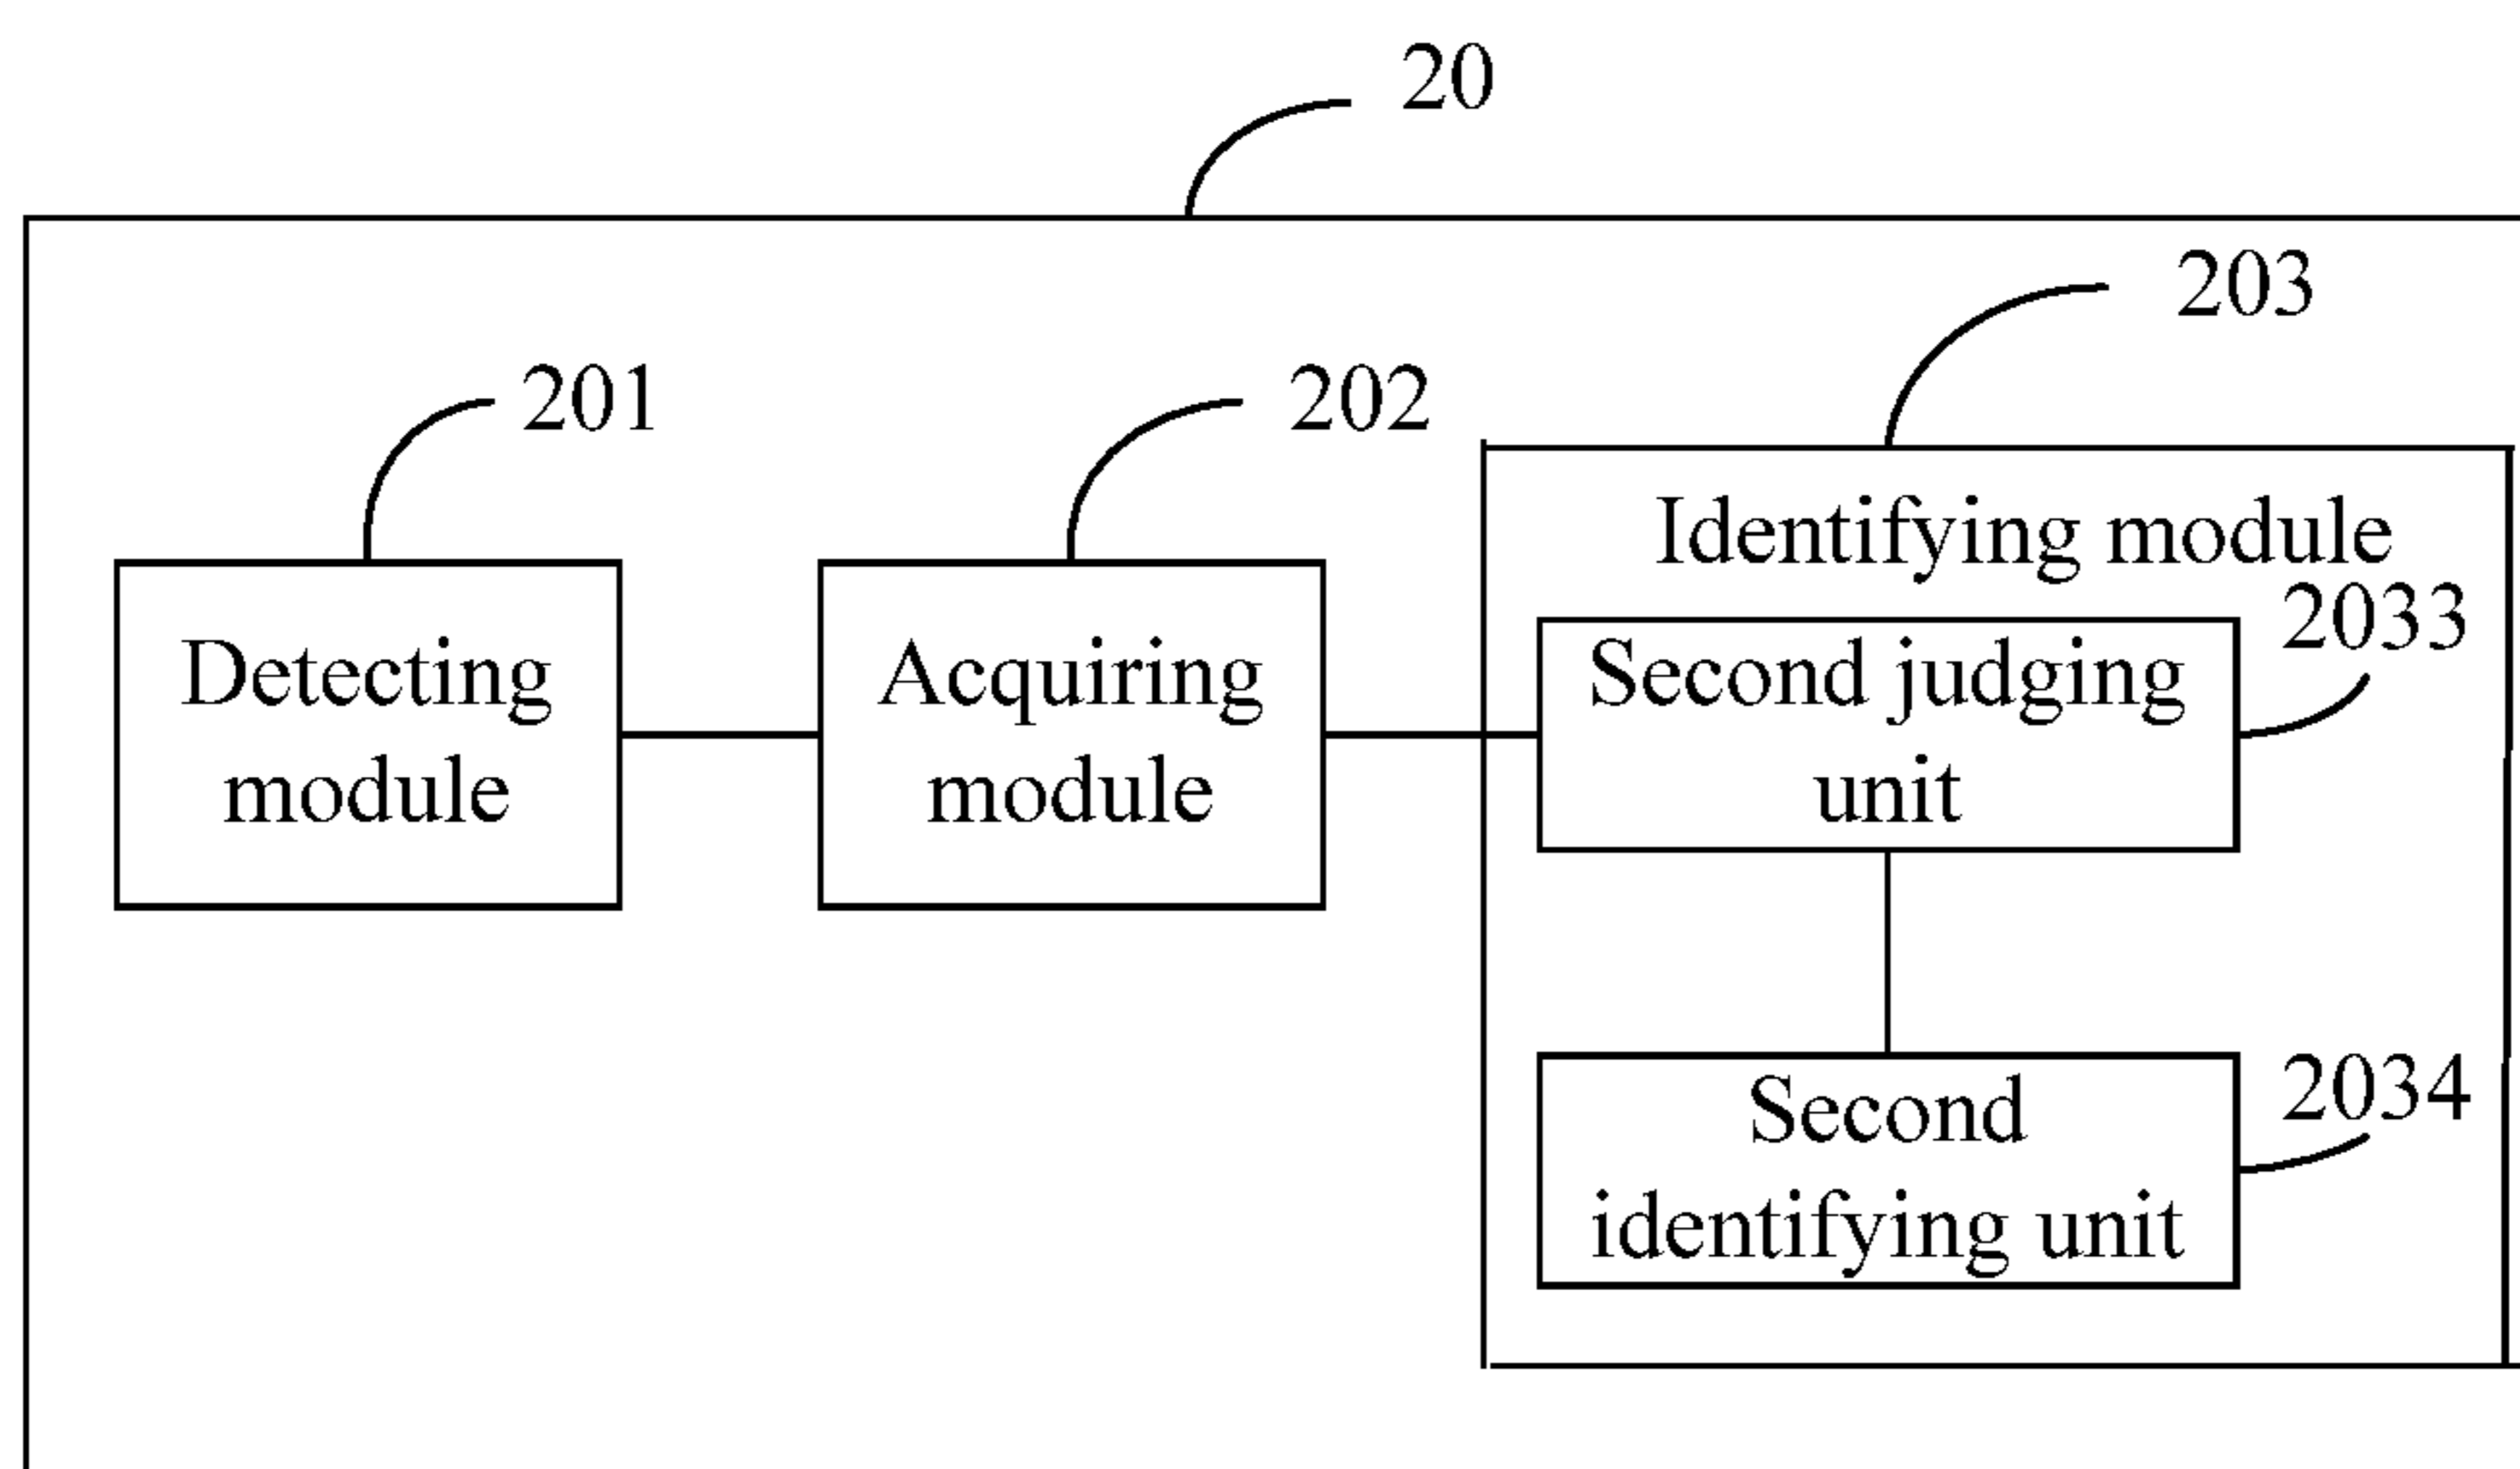 20
203
201
202
Identifying module
2033
Detecting
module
Acquiring
module
Second judging
unit
2034
Second
identifying unit